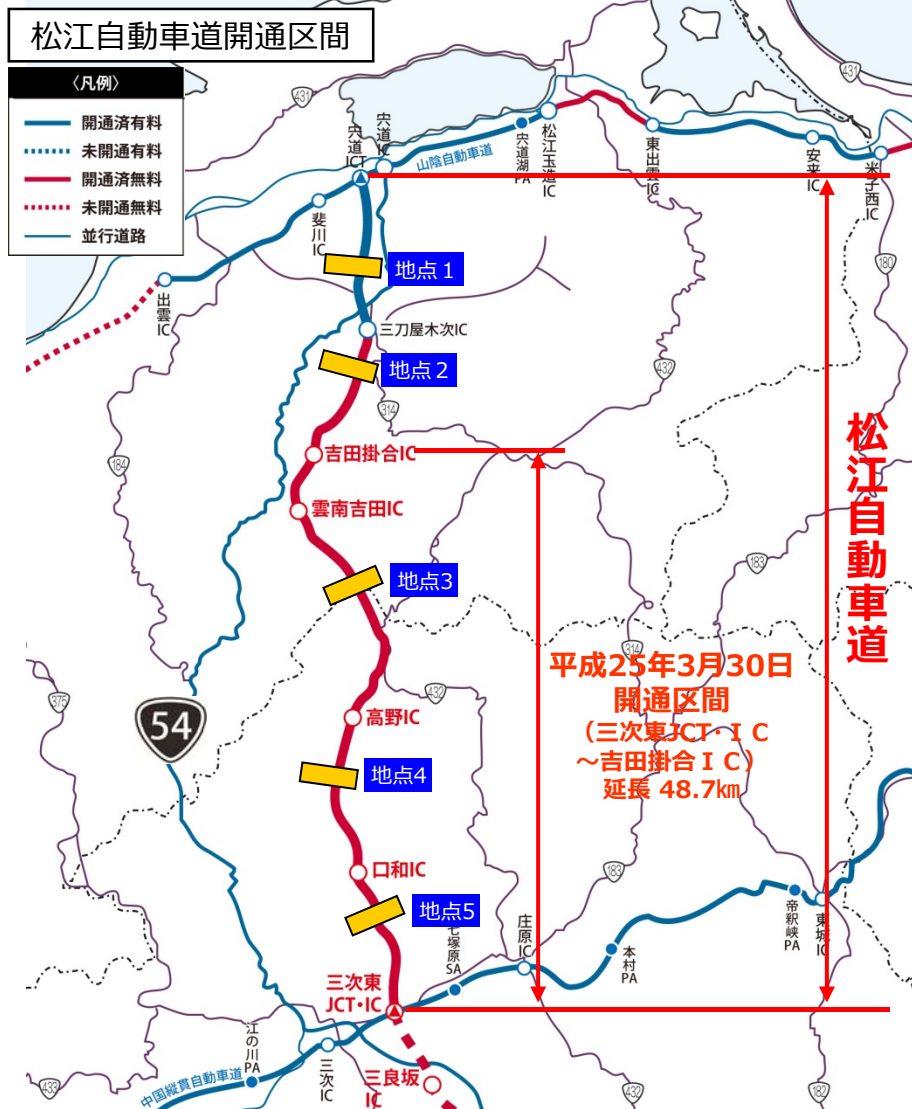 松江自動車道開通区間
〈凡例〉
開通済有料
未開通有料
開通済無料
未開通無料
並行道路
431
431
宍道JCT
宍道IC
山陰自動車道
宍道湖PA
松江玉造IC
東出雲IC
安来IC
米子西IC
斐川IC
出雲IC
地点1
180
三刀屋木次IC
地点2
432
314
松江自動車道
吉田掛合IC
184
雲南吉田IC
183
地点3
314
平成25年3月30日
開通区間
（三次東JCT・ＩＣ
～吉田掛合ＩＣ）
延長 48.7㎞
375
432
54
高野IC
地点4
口和IC
183
地点5
七塚原SA
庄原IC
本村PA
帝釈峡PA
東城IC
三次東
JCT・IC
江の川PA
三次IC
中国縦貫自動車道
三良坂
IC
433
432
182